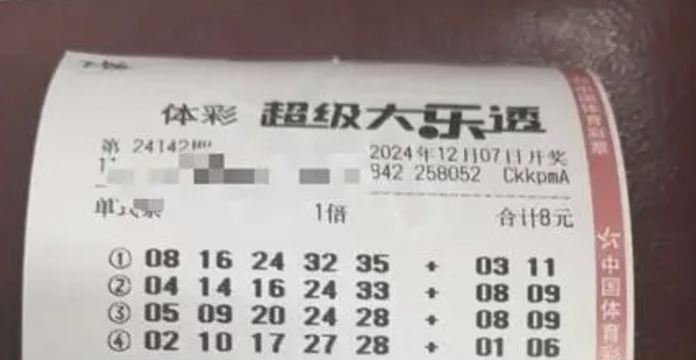 体彩 超级大乐透
第 24142期
2024年12月07日开奖
942 258052 CkkpmA
单式票 1倍 合计8元
① 08 16 24 32 35 + 03 11
② 04 14 16 24 33 + 08 09
③ 05 09 20 24 28 + 08 09
④ 02 10 17 27 28 + 01 06
中国体育彩票
中国体育彩